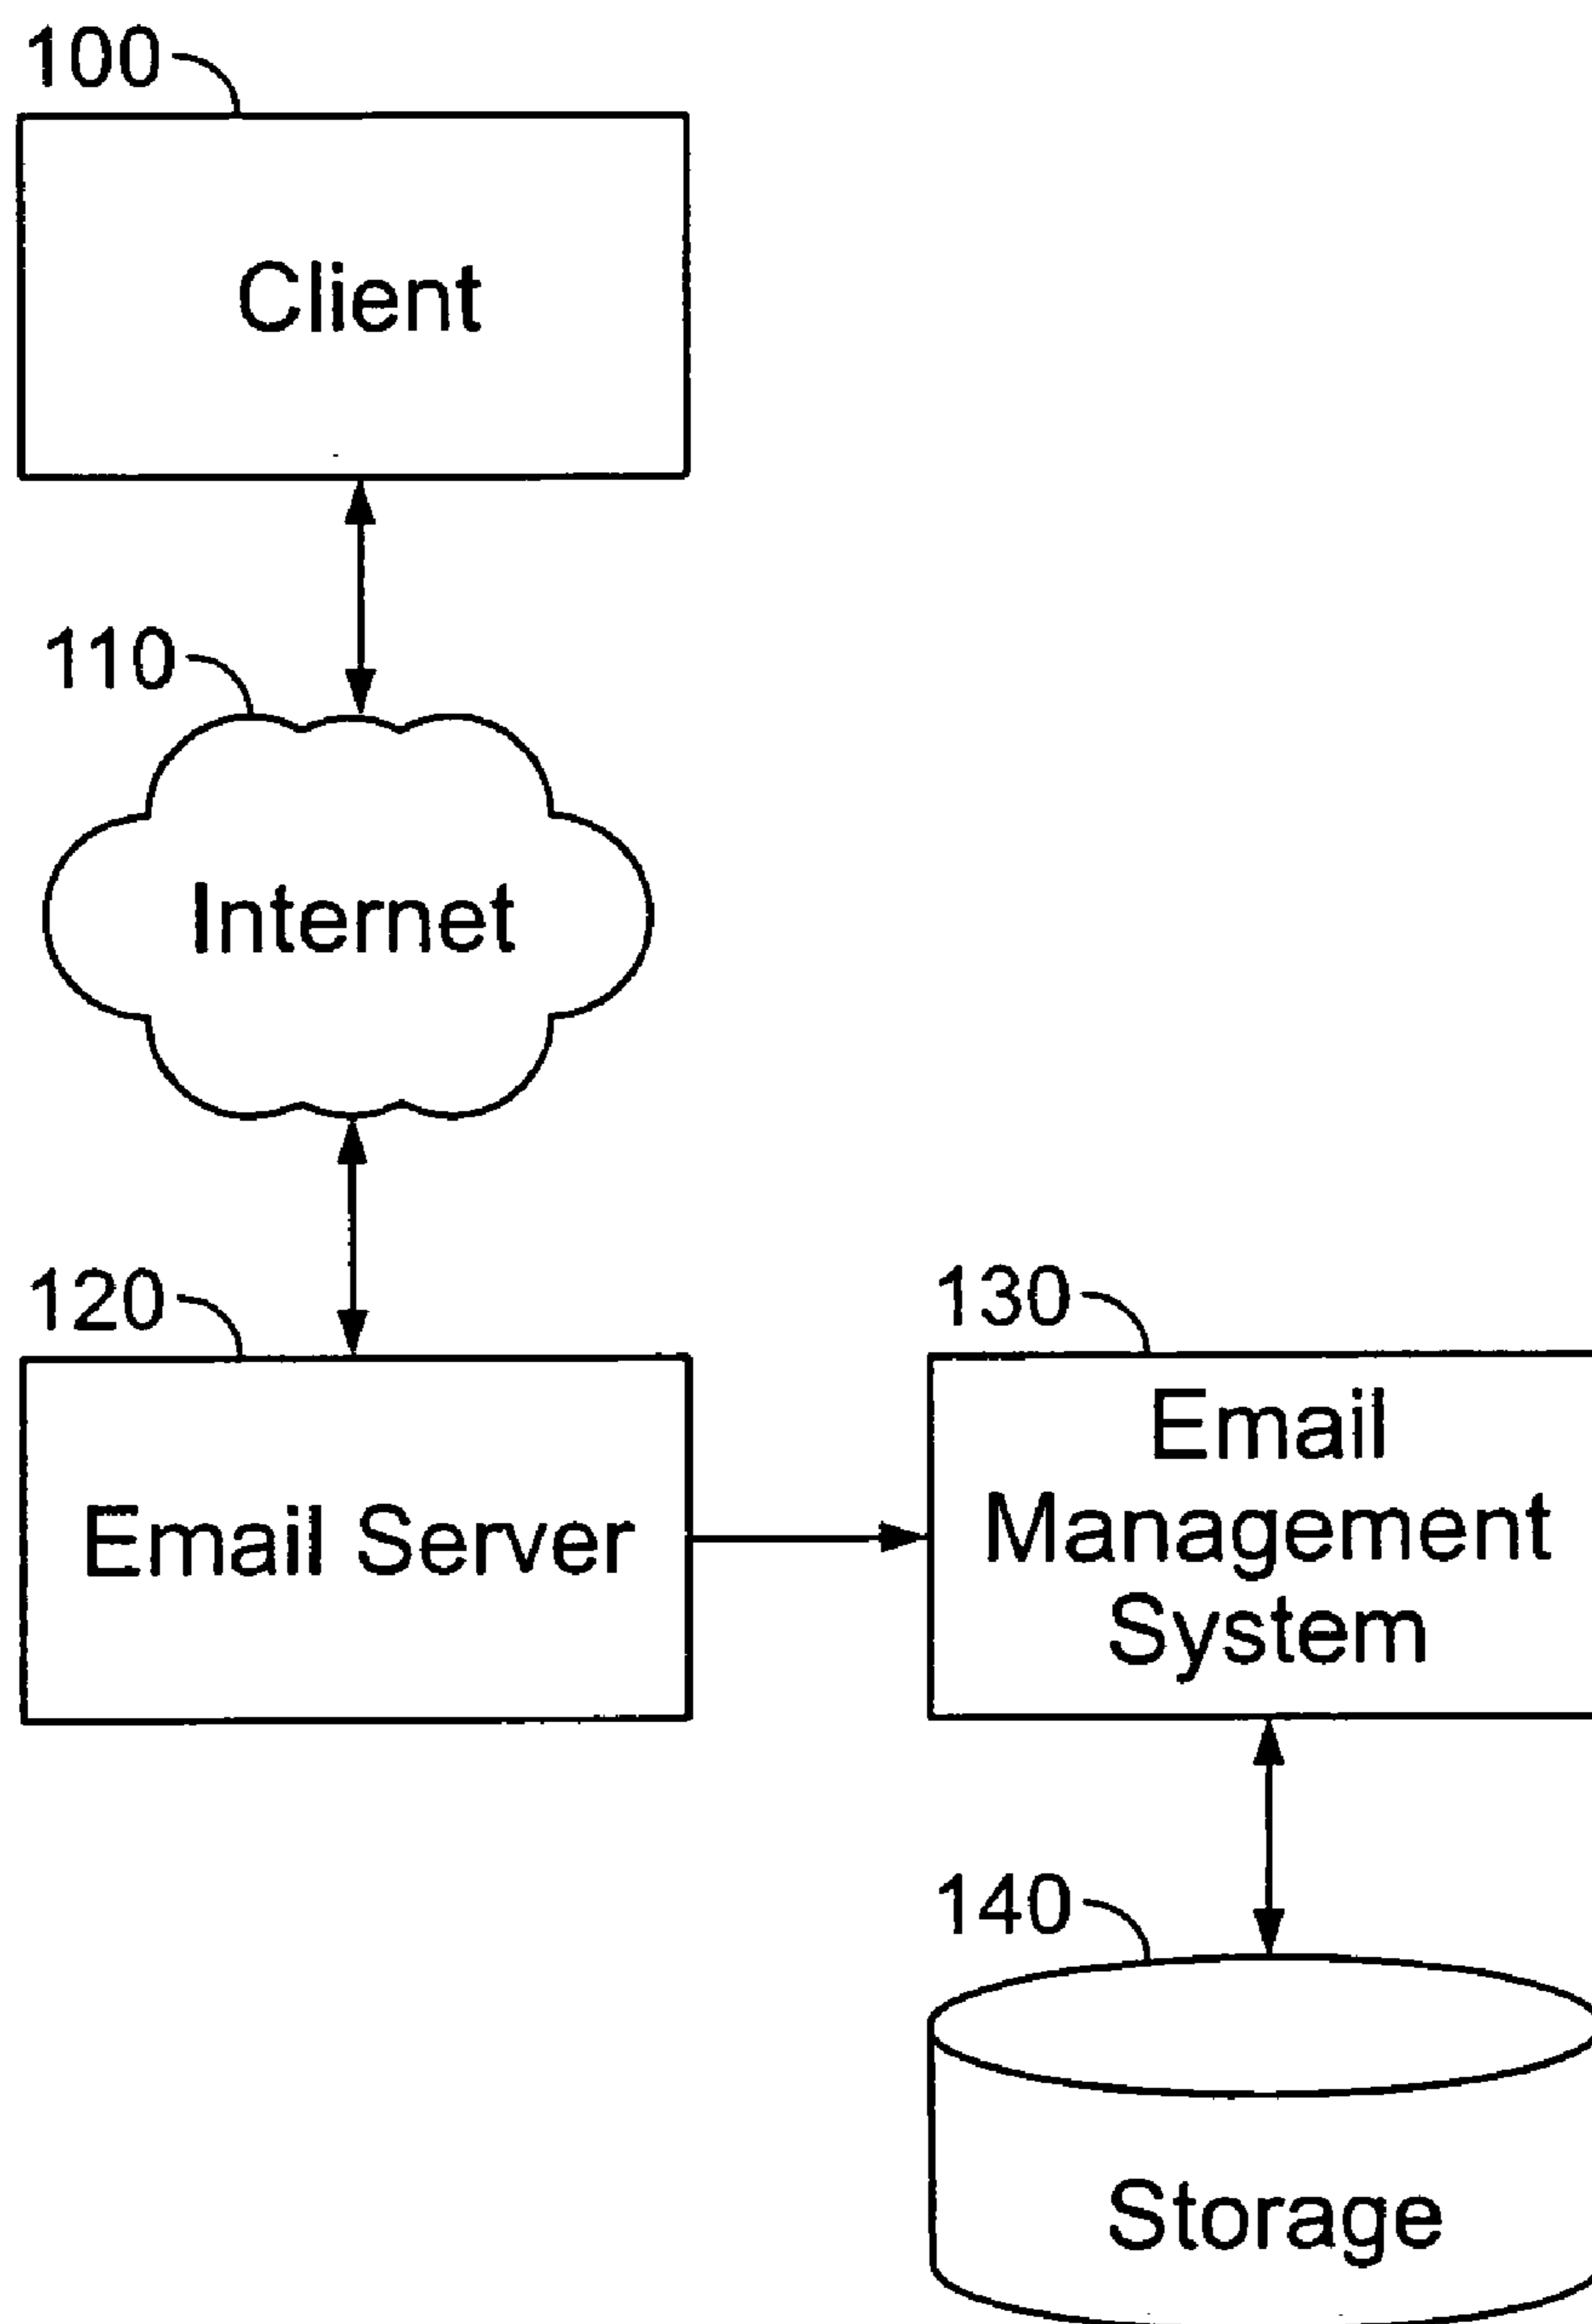 100
Client
110
Internet
120
Email Server
130
Email
Management
System
140
Storage